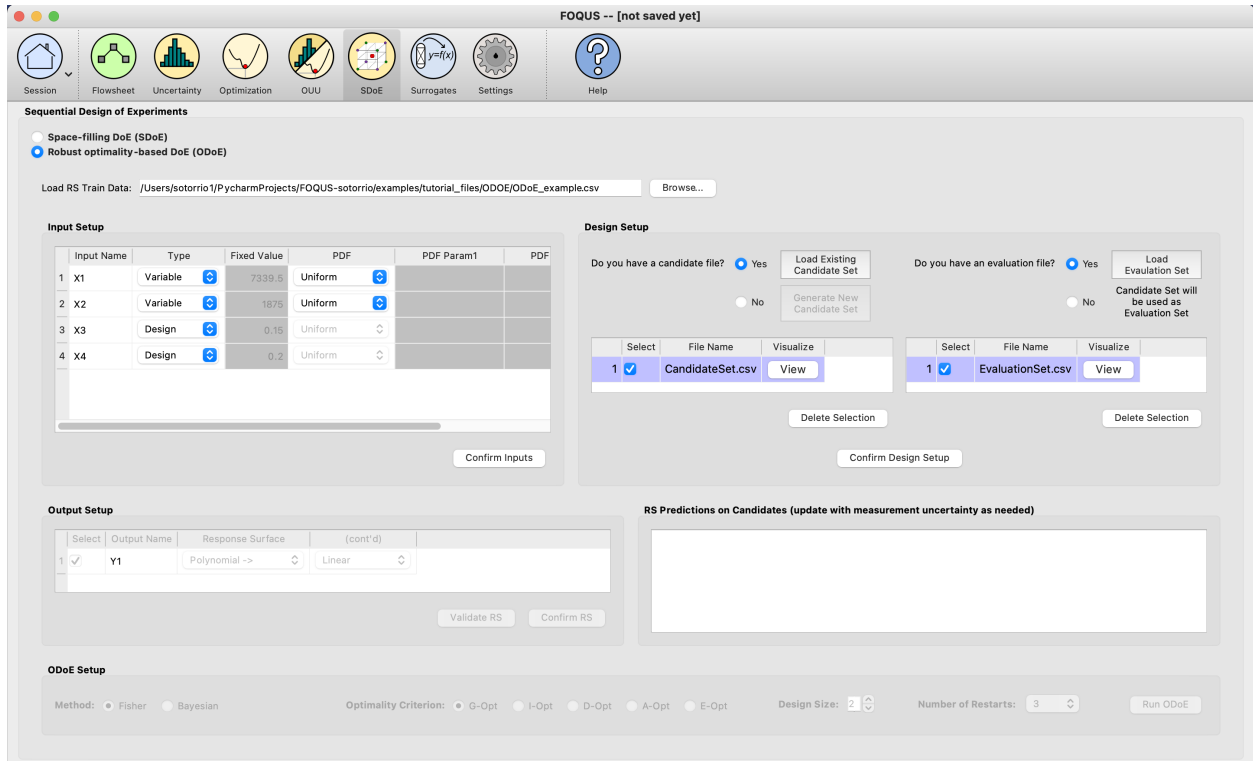 FOQUS -- [not saved yet]
y=f(x)
Session Flowsheet Uncertainty Optimization OUU SDoE Surrogates Settings Help
Sequential Design of Experiments
Space-filling DoE (SDoE)
Robust optimality-based DoE (ODoE)
Load RS Train Data: /Users/sotorrio1/PycharmProjects/FOQUS-sotorrio/examples/tutorial_files/ODOE/ODoE_example.csv Browse...
Input Setup
Input Name Type Fixed Value PDF PDF Param1 PDF
1 X1 Variable 7339.5 Uniform
2 X2 Variable 1875 Uniform
3 X3 Design 0.15 Uniform
4 X4 Design 0.2 Uniform
Confirm Inputs
Design Setup
Do you have a candidate file? Yes
Load Existing
Candidate Set
No
Generate New
Candidate Set
Do you have an evaluation file? Yes
Load
Evaulation Set
No
Candidate Set will
be used as
Evaluation Set
Select File Name Visualize
1 CandidateSet.csv View
Delete Selection
Select File Name Visualize
1 EvaluationSet.csv View
Delete Selection
Confirm Design Setup
Output Setup
Select Output Name Response Surface (cont'd)
1 Y1 Polynomial -> Linear
Validate RS Confirm RS
RS Predictions on Candidates (update with measurement uncertainty as needed)
ODoE Setup
Method: Fisher Bayesian Optimality Criterion: G-Opt I-Opt D-Opt A-Opt E-Opt Design Size: 2 Number of Restarts: 3 Run ODoE